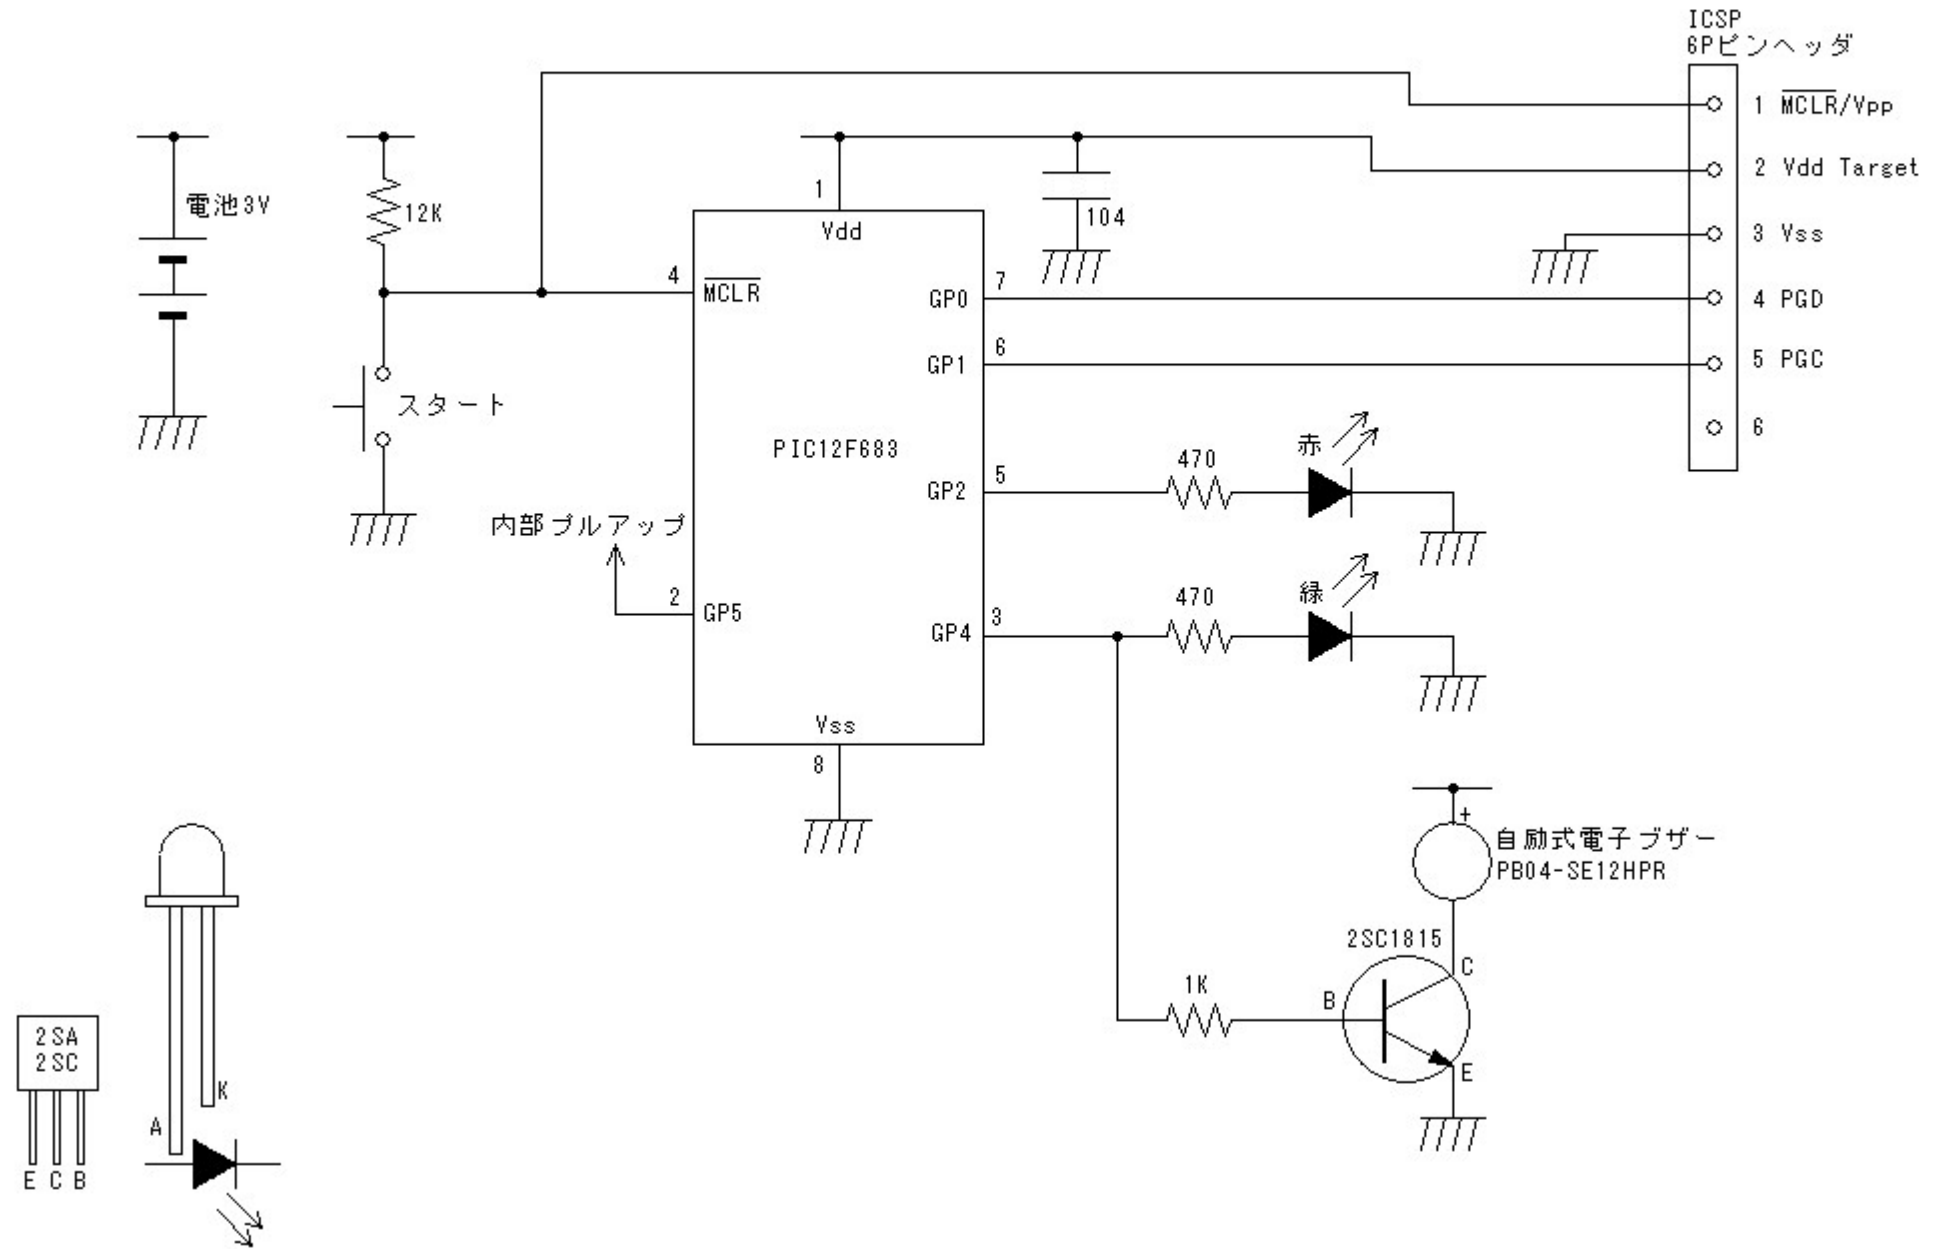 ICSP
6Pピンヘッダ
1 MCLR/Vpp
2 Vdd Target
3 Vss
4 PGD
5 PGC
6
電池3V
12K
スタート
104
1
Vdd
4
MCLR
7
GP0
6
GP1
PIC12F683
5
GP2
470
赤
内部プルアップ
2
GP5
3
GP4
470
緑
Vss
8
+
自励式電子ブザー
PB04-SE12HPR
2SC1815
C
1K
B
E
2SA
2SC
E C B
K
A